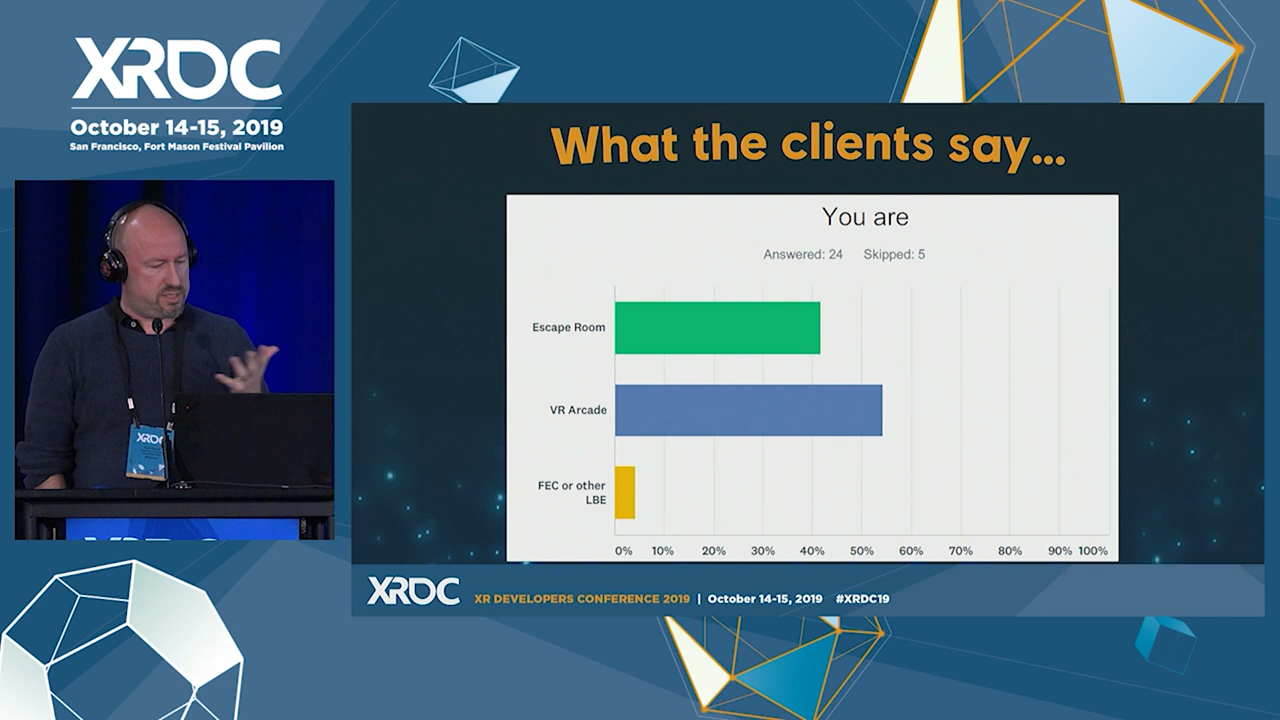 XRDC
October 14-15, 2019
San Francisco, Fort Mason Festival Pavilion
What the clients say...
You are
Answered: 24 Skipped: 5
Escape Room
VR Arcade
FEC or other
LBE
0% 10% 20% 30% 40% 50% 60% 70% 80% 90% 100%
XRDC
XRDC XR DEVELOPERS CONFERENCE 2019 | October 14-15, 2019 #XRDC19